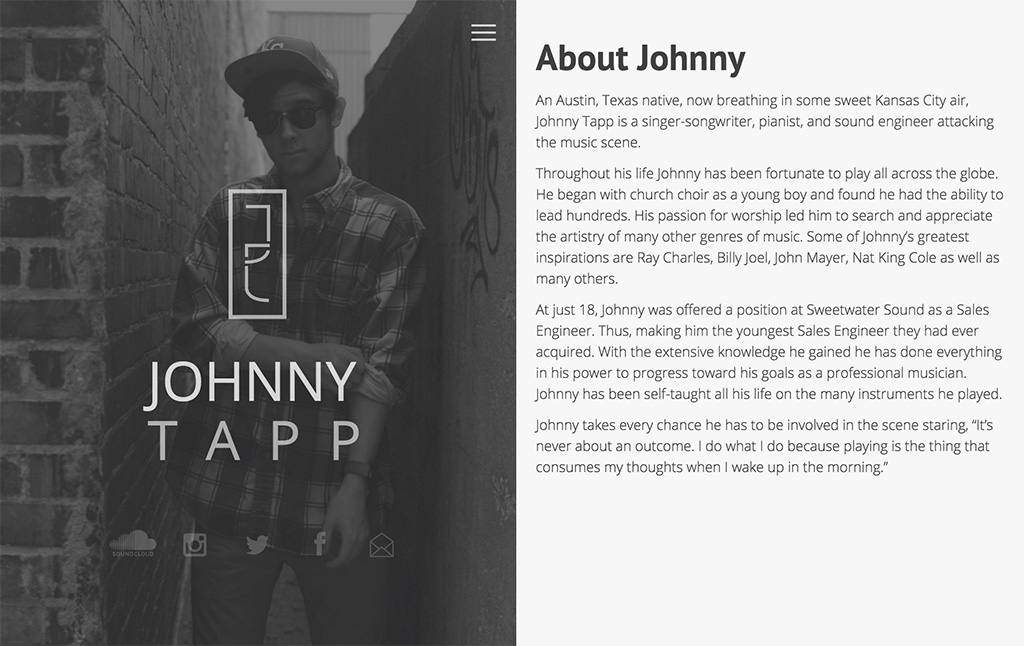 JOHNNY
TAPP
SOUNDCLOUD
About Johnny
An Austin, Texas native, now breathing in some sweet Kansas City air,
Johnny Tapp is a singer-songwriter, pianist, and sound engineer attacking
the music scene.
Throughout his life Johnny has been fortunate to play all across the globe.
He began with church choir as a young boy and found he had the ability to
lead hundreds. His passion for worship led him to search and appreciate
the artistry of many other genres of music. Some of Johnny’s greatest
inspirations are Ray Charles, Billy Joel, John Mayer, Nat King Cole as well as
many others.
At just 18, Johnny was offered a position at Sweetwater Sound as a Sales
Engineer. Thus, making him the youngest Sales Engineer they had ever
acquired. With the extensive knowledge he gained he has done everything
in his power to progress toward his goals as a professional musician.
Johnny has been self-taught all his life on the many instruments he played.
Johnny takes every chance he has to be involved in the scene staring, “It’s
never about an outcome. I do what I do because playing is the thing that
consumes my thoughts when I wake up in the morning.”